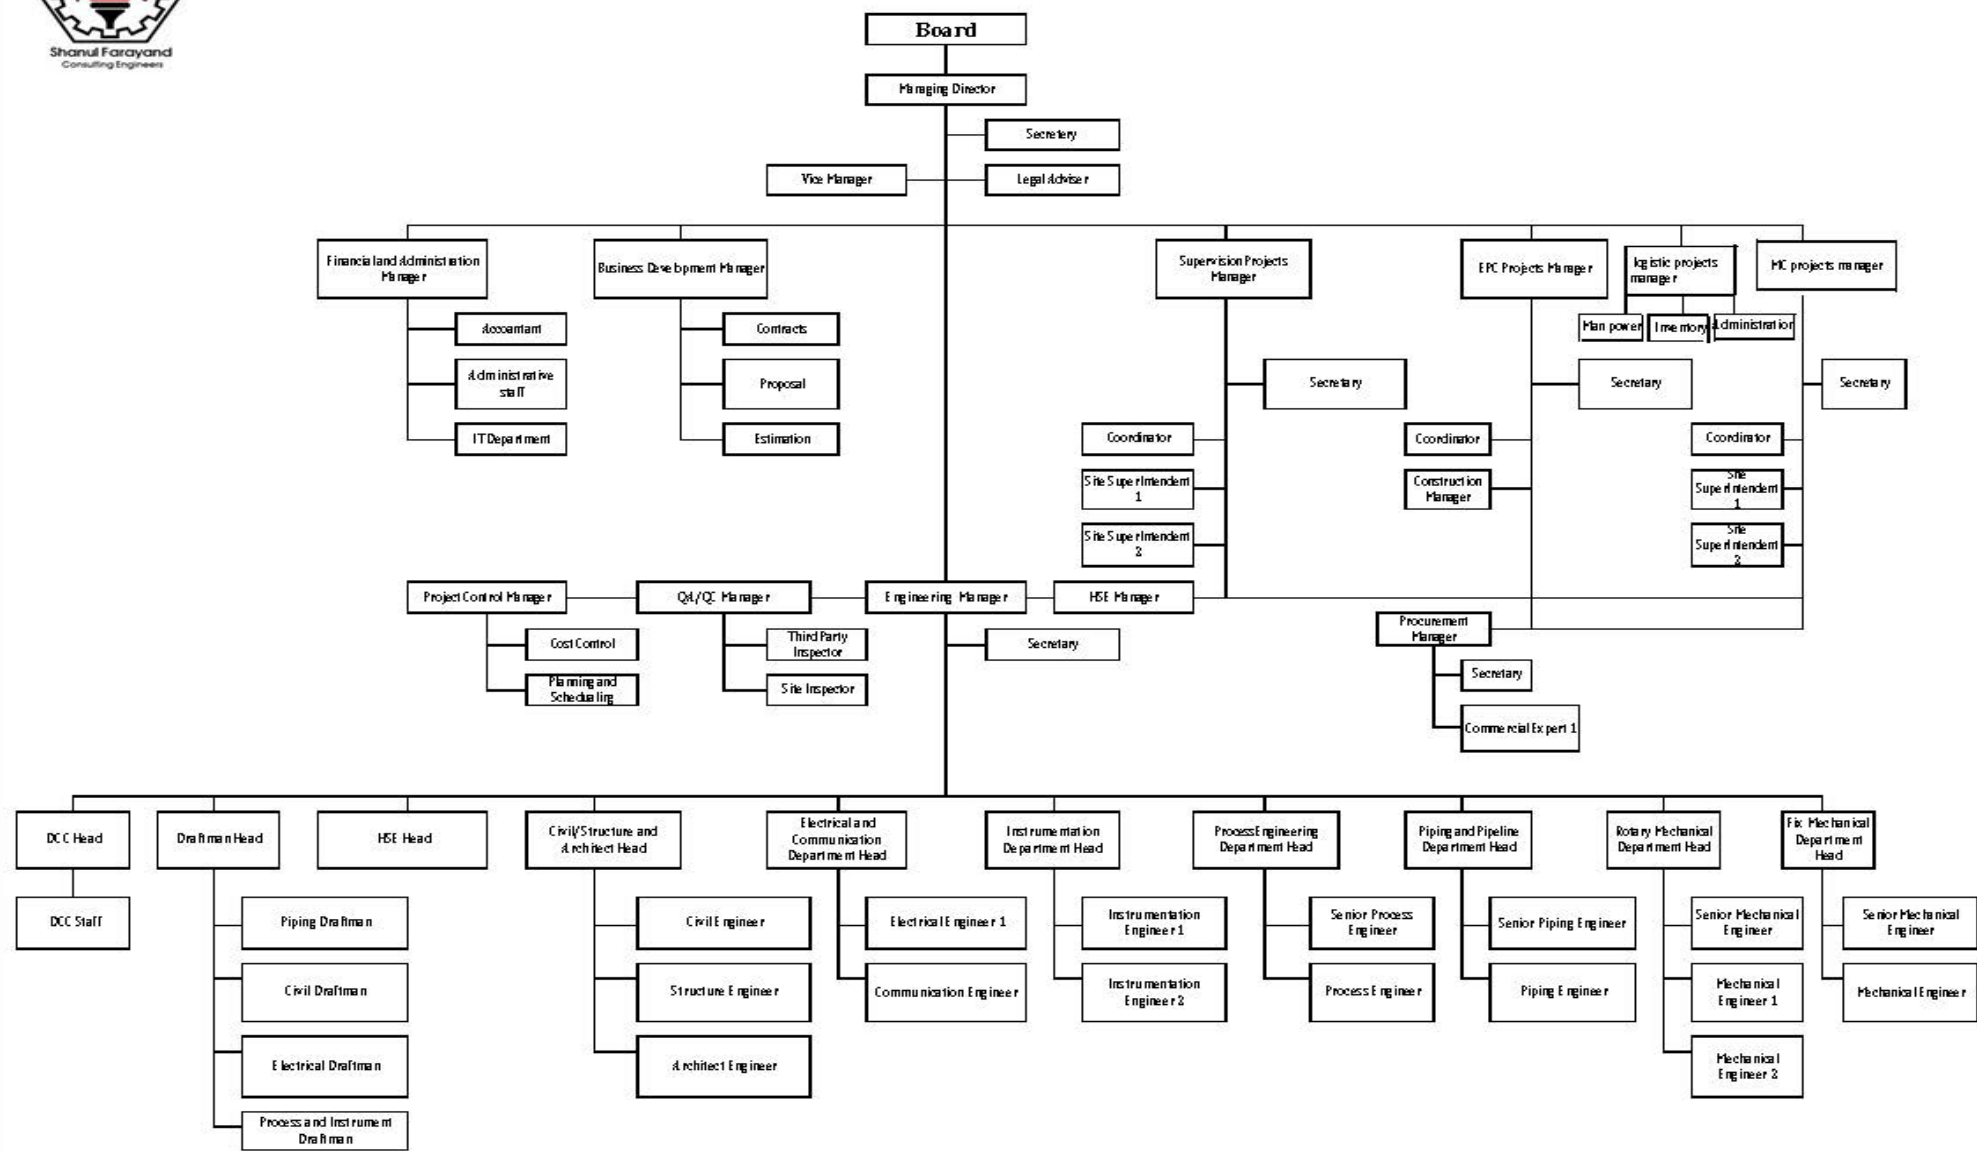 Shanul Farayand
Consulting Engineers
Board
Managing Director
Secretery
Vice Manager
Legal Adviser
Financial and Administration
Manager
Business Development Manager
Supervision Projects
Manager
EPC Projects Manager
logistic projects
manager
MC projects manager
Man power
Inventory
Administration
Accountant
Contracts
Administrative
staff
Proposal
Secretary
Secretary
Secretary
IT Department
Estimation
Coordinator
Coordinator
Coordinator
Site SuperIntendent
1
Construction
Manager
Site
SuperIntendent
1
Site SuperIntendent
2
Site
SuperIntendent
2
Project Control Manager
QA/QC Manager
Engineering Manager
HSE Manager
Procurement
Manager
Cost Control
Third Party
Inspector
Secretary
Secretary
Planning and
Schedualing
Site Inspector
Commercial Expert 1
DCC Head
Draftman Head
HSE Head
Civil/Structure and
Architect Head
Electrical and
Communication
Department Head
Instrumentation
Department Head
Process Engineering
Department Head
Piping and Pipeline
Department Head
Rotary Mechanical
Department Head
Fix Mechanical
Department
Head
DCC Staff
Piping Draftman
Civil Engineer
Electrical Engineer 1
Instrumentation
Engineer 1
Senior Process
Engineer
Senior Piping Engineer
Senior Mechanical
Engineer
Senior Mechanical
Engineer
Civil Draftman
Structure Engineer
Communication Engineer
Instrumentation
Engineer 2
Process Engineer
Piping Engineer
Mechanical
Engineer 1
Mechanical Engineer
Electrical Draftman
Architect Engineer
Mechanical
Engineer 2
Process and Instrument
Draftman